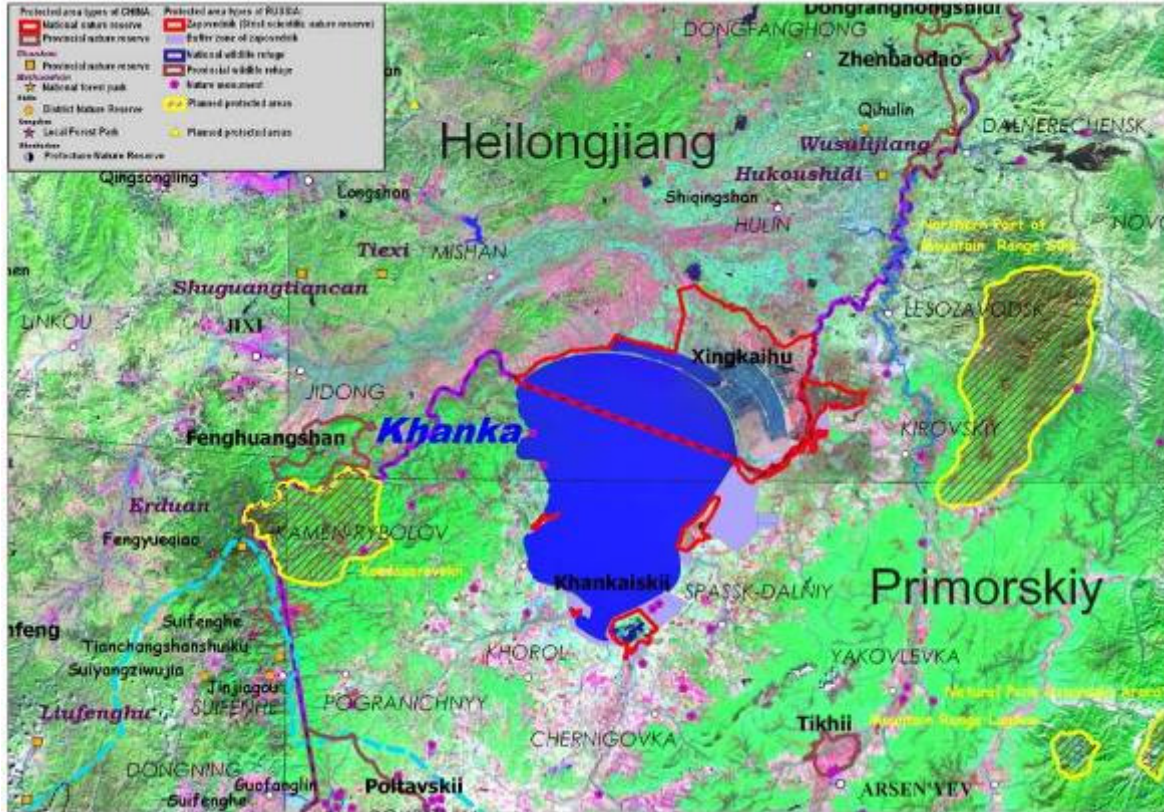 Protected area types of CHINA:
National nature reserve
Provincial nature reserve
Provincial nature reserve
National forest park
District Nature Reserve
Local Forest Park
Prefecture Nature Reserve
Protected area types of RUSSIA:
Zapovednik (Strict scientific nature reserve)
Buffer zone of zapovednik
National wildlife refuge
Provincial wildlife refuge
Nature monument
Planned protected areas
Planned protected areas
Dongfanghongshidi
DONGFANGHONG
Zhenbaodao
Heilongjiang
Qihulin
Wusulijiang
DALNERECHENSK
Hukoushidi
Qingsongling
Longshan
Shiqingshan
HULIN
Northern Part of
Mountain Range
Tiexi
MISHAN
Shuguangtiancan
LINKOU
JIXI
LESOZAVODSK
Xingkaihu
JIDONG
Fenghuangshan
Khanka
KIROVSKIY
Erduan
Fengyueqiao
KAMEN-RYBOLOV
Khankaiskii
SPASSK-DALNIY
Primorskiy
Suifenghe
Tianchangshanshuiku
Suiyangziwujia
KHOROL
YAKOVLEVKA
Jinjiagou
SUIFENHE
POGRANICHNYY
Liufenghu
CHERNIGOVKA
Tikhii
DONGNING
Guofanglin
Suifenghe
Poltavskii
ARSEN'YEV